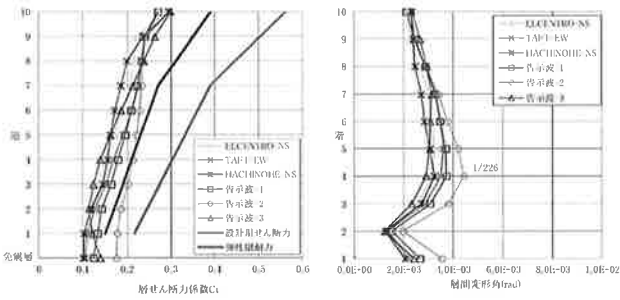 10
9
8
7
6
層
5
4
3
2
1
免震層
0
0.1
0.2
0.3
0.4
0.5
0.6
層せん断力係数Ci
ELCENTRO-NS
TAFT-EW
HACHINOHE-NS
告示波-1
告示波-2
告示波-3
設計用せん断力
弾性限耐力
10
9
8
7
6
層
5
4
3
2
1
0.0E+00
2.0E-03
4.0E-03
6.0E-03
8.0E-03
1.0E-02
層間変形角(rad)
ELCENTRO-NS
TAFT-EW
HACHINOHE-NS
告示波-1
告示波-2
告示波-3
1/226